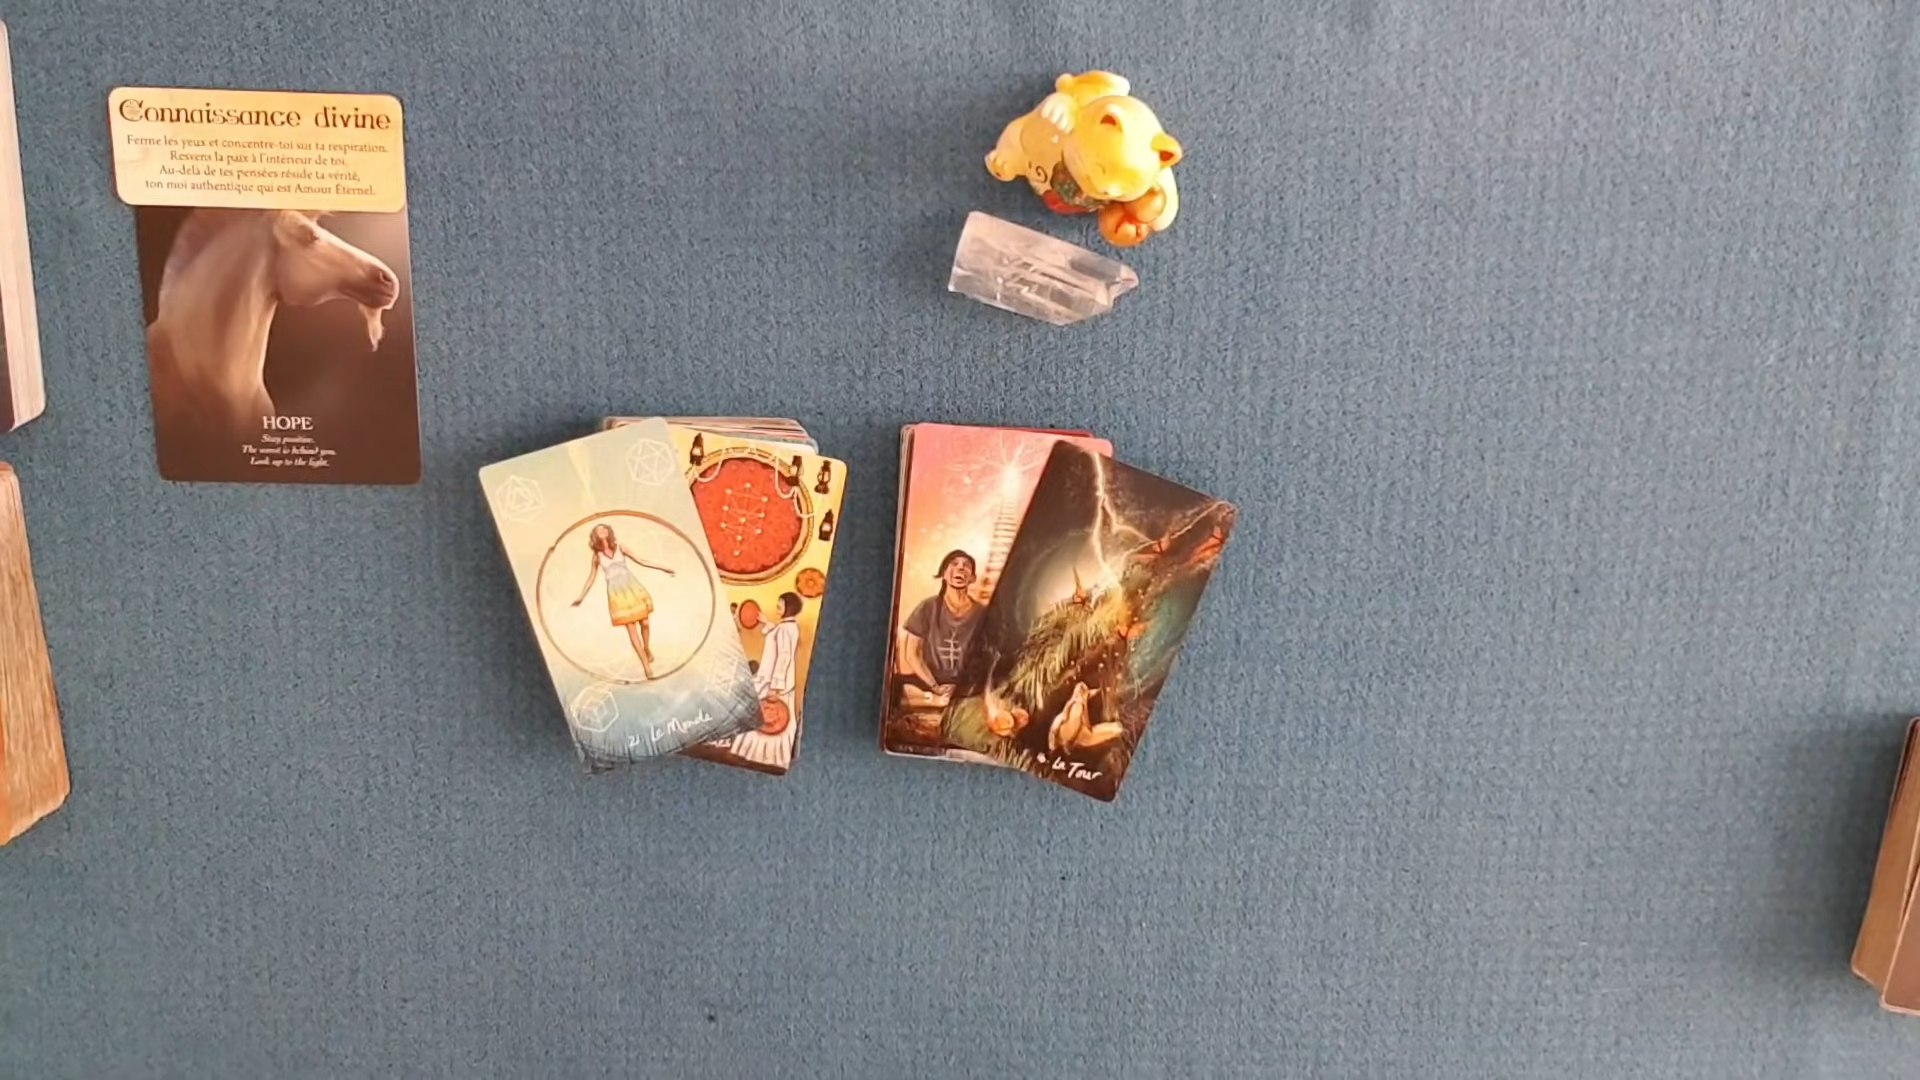 Connaissance divine
Ferme les yeux et concentre-toi sur ta respiration.
Ressens la paix à l'intérieur de toi.
Au-delà de tes pensées réside ta vérité,
ton moi authentique qui est Amour Éternel.
HOPE
Stay positive.
The worst is behind you.
Look up to the light.
21. Le Monde
La Tour